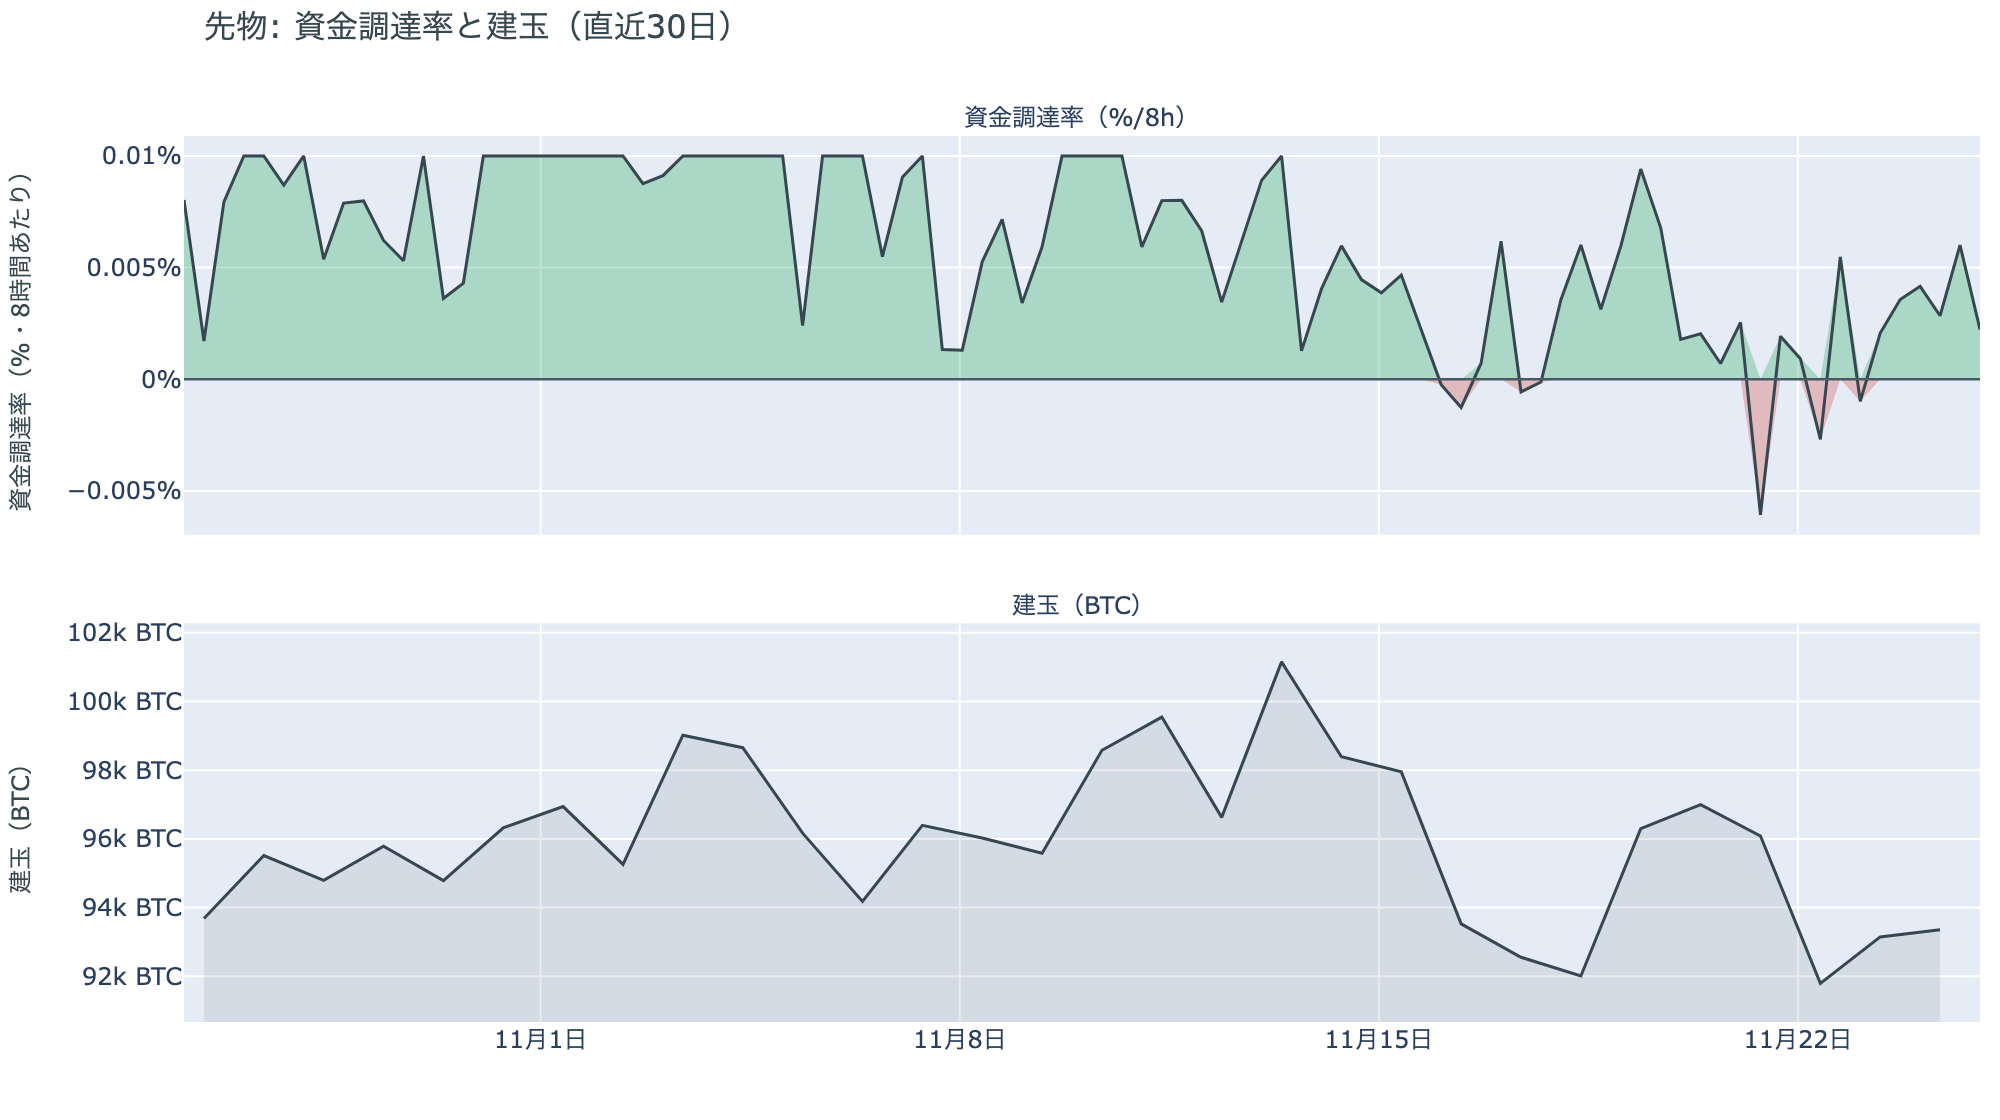 先物: 資金調達率と建玉（直近30日）
資金調達率（%/8h）
資金調達率（%・8時間あたり）
0.01%
0.005%
0%
−0.005%
建玉（BTC）
建玉（BTC）
102k BTC
100k BTC
98k BTC
96k BTC
94k BTC
92k BTC
11月1日
11月8日
11月15日
11月22日